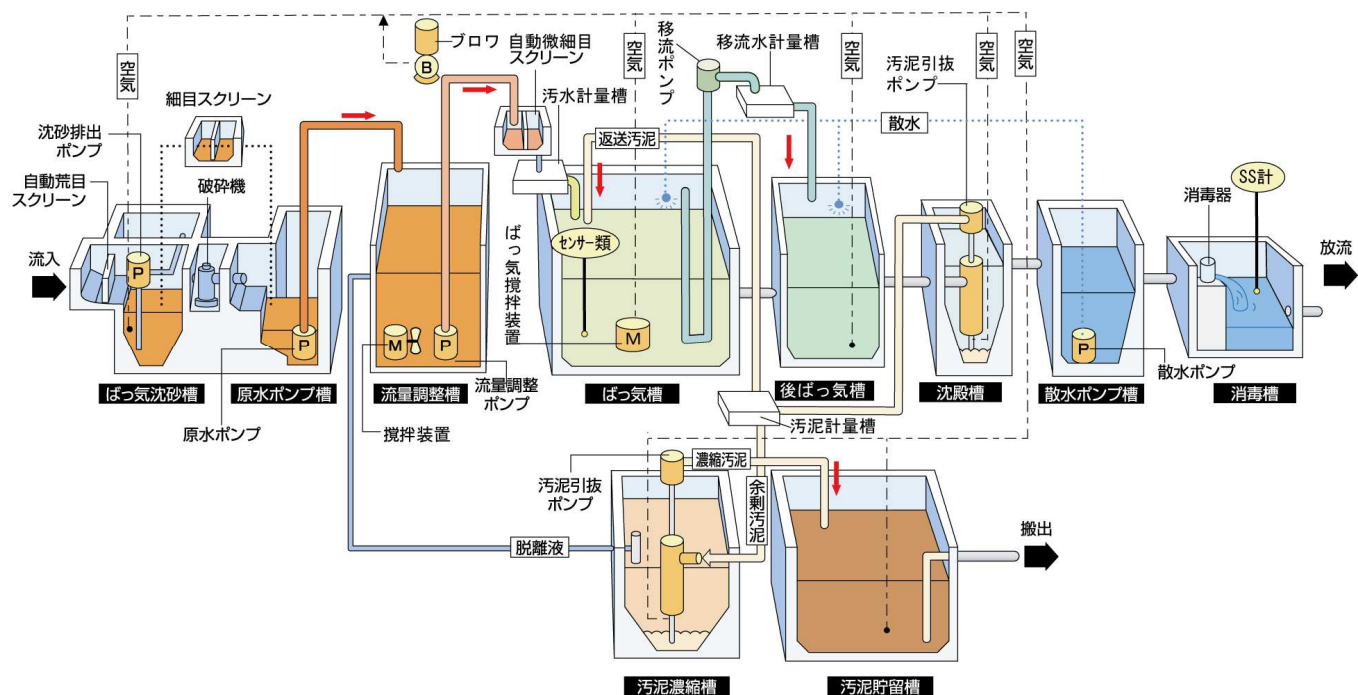 ブロワ
B
自動微細目
スクリーン
空気
移流ポンプ
移流水計量槽
空気
汚泥引抜
ポンプ
空気
空気
空気
細目スクリーン
汚水計量槽
沈砂排出
ポンプ
返送汚泥
散水
自動荒目
スクリーン
破砕機
SS計
消毒器
流入
P
センサー類
ばっ気撹拌装置
放流
P
M
P
M
P
散水ポンプ
ばっ気沈砂槽
原水ポンプ槽
流量調整槽
流量調整
ポンプ
ばっ気槽
後ばっ気槽
沈殿槽
散水ポンプ槽
消毒槽
原水ポンプ
撹拌装置
汚泥計量槽
汚泥引抜
ポンプ
濃縮汚泥
余剰汚泥
脱離液
搬出
汚泥濃縮槽
汚泥貯留槽